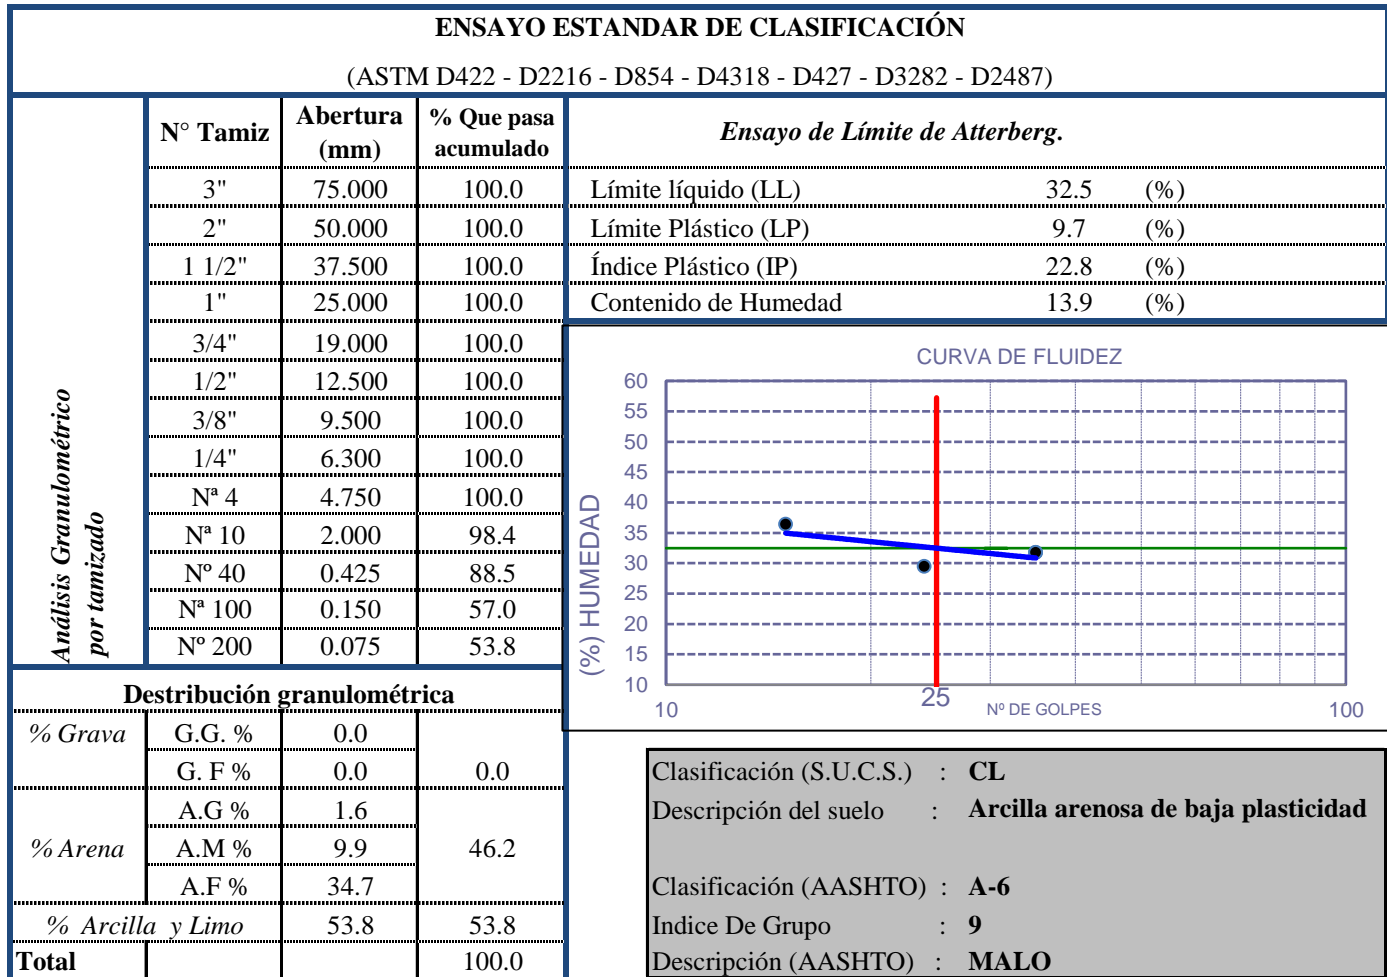 ENSAYO ESTANDAR DE CLASIFICACIÓN
(ASTM D422 - D2216 - D854 - D4318 - D427 - D3282 - D2487)
Análisis Granulométrico
por tamizado
N° Tamiz Abertura (mm) % Que pasa acumulado
3" 75.000 100.0
2" 50.000 100.0
1 1/2" 37.500 100.0
1" 25.000 100.0
3/4" 19.000 100.0
1/2" 12.500 100.0
3/8" 9.500 100.0
1/4" 6.300 100.0
Nª 4 4.750 100.0
Nª 10 2.000 98.4
Nº 40 0.425 88.5
Nª 100 0.150 57.0
Nº 200 0.075 53.8
Ensayo de Límite de Atterberg.
Límite líquido (LL) 32.5 (%)
Límite Plástico (LP) 9.7 (%)
Índice Plástico (IP) 22.8 (%)
Contenido de Humedad 13.9 (%)
CURVA DE FLUIDEZ
(%) HUMEDAD
60
55
50
45
40
35
30
25
20
15
10
10 25 Nº DE GOLPES 100
Destribución granulométrica
% Grava G.G. % 0.0
G. F % 0.0 0.0
A.G % 1.6
% Arena A.M % 9.9 46.2
A.F % 34.7
% Arcilla y Limo 53.8 53.8
Total 100.0
Clasificación (S.U.C.S.) : CL
Descripción del suelo : Arcilla arenosa de baja plasticidad
Clasificación (AASHTO) : A-6
Indice De Grupo : 9
Descripción (AASHTO) : MALO